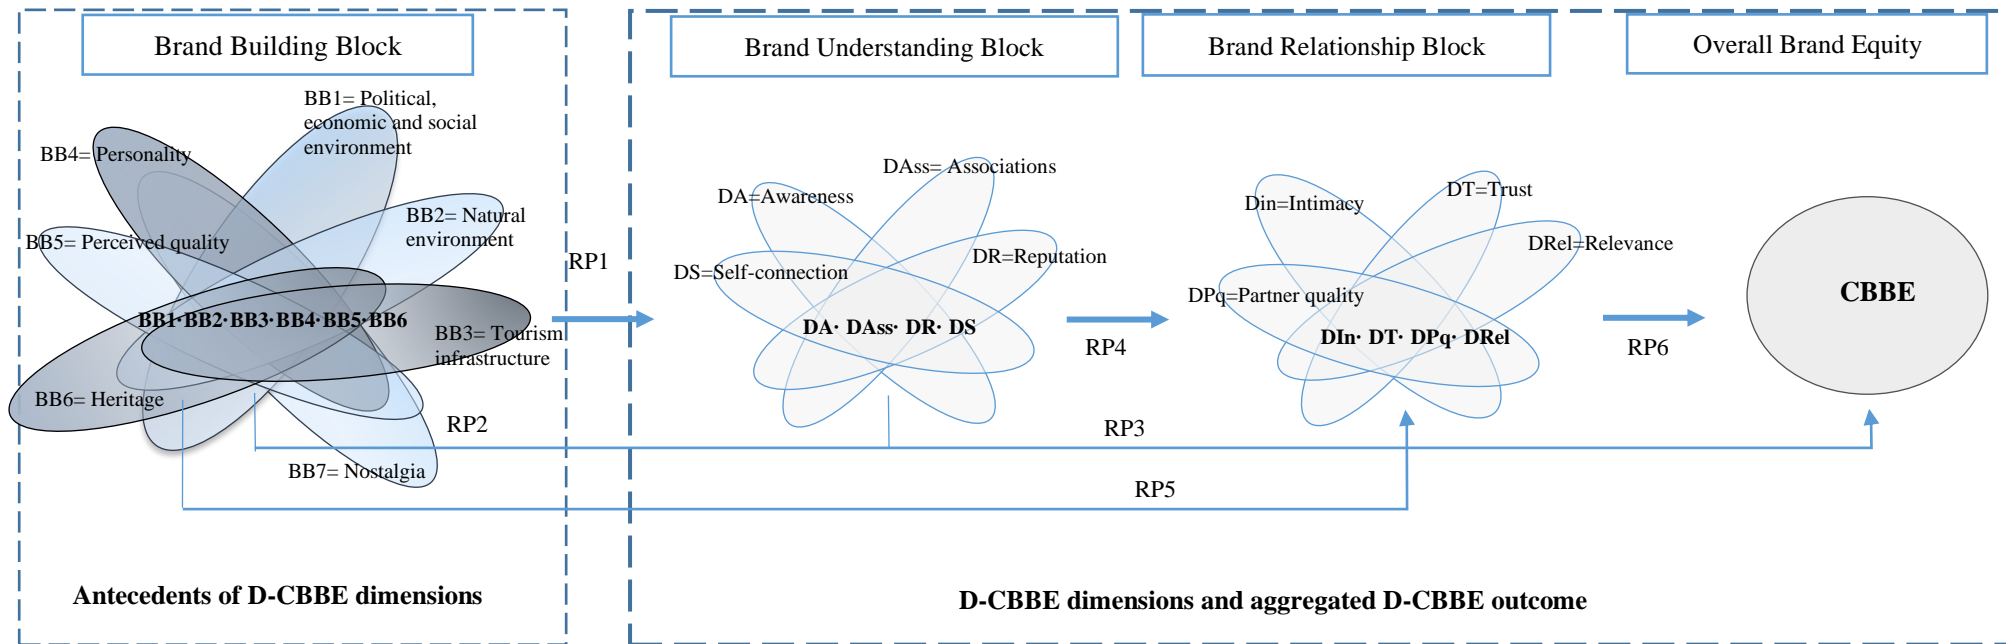 Brand Building Block
Brand Understanding Block
Brand Relationship Block
Overall Brand Equity
BB1= Political,
economic and social
environment
BB4= Personality
BB2= Natural
environment
BB5= Perceived quality
BB1·BB2·BB3·BB4·BB5·BB6
BB3= Tourism
infrastructure
BB6= Heritage
BB7= Nostalgia
RP1
RP2
DAss= Associations
DA=Awareness
DR=Reputation
DS=Self-connection
DA· DAss· DR· DS
RP4
DT=Trust
Din=Intimacy
DRel=Relevance
DPq=Partner quality
DIn· DT· DPq· DRel
RP6
CBBE
RP3
RP5
Antecedents of D-CBBE dimensions
D-CBBE dimensions and aggregated D-CBBE outcome